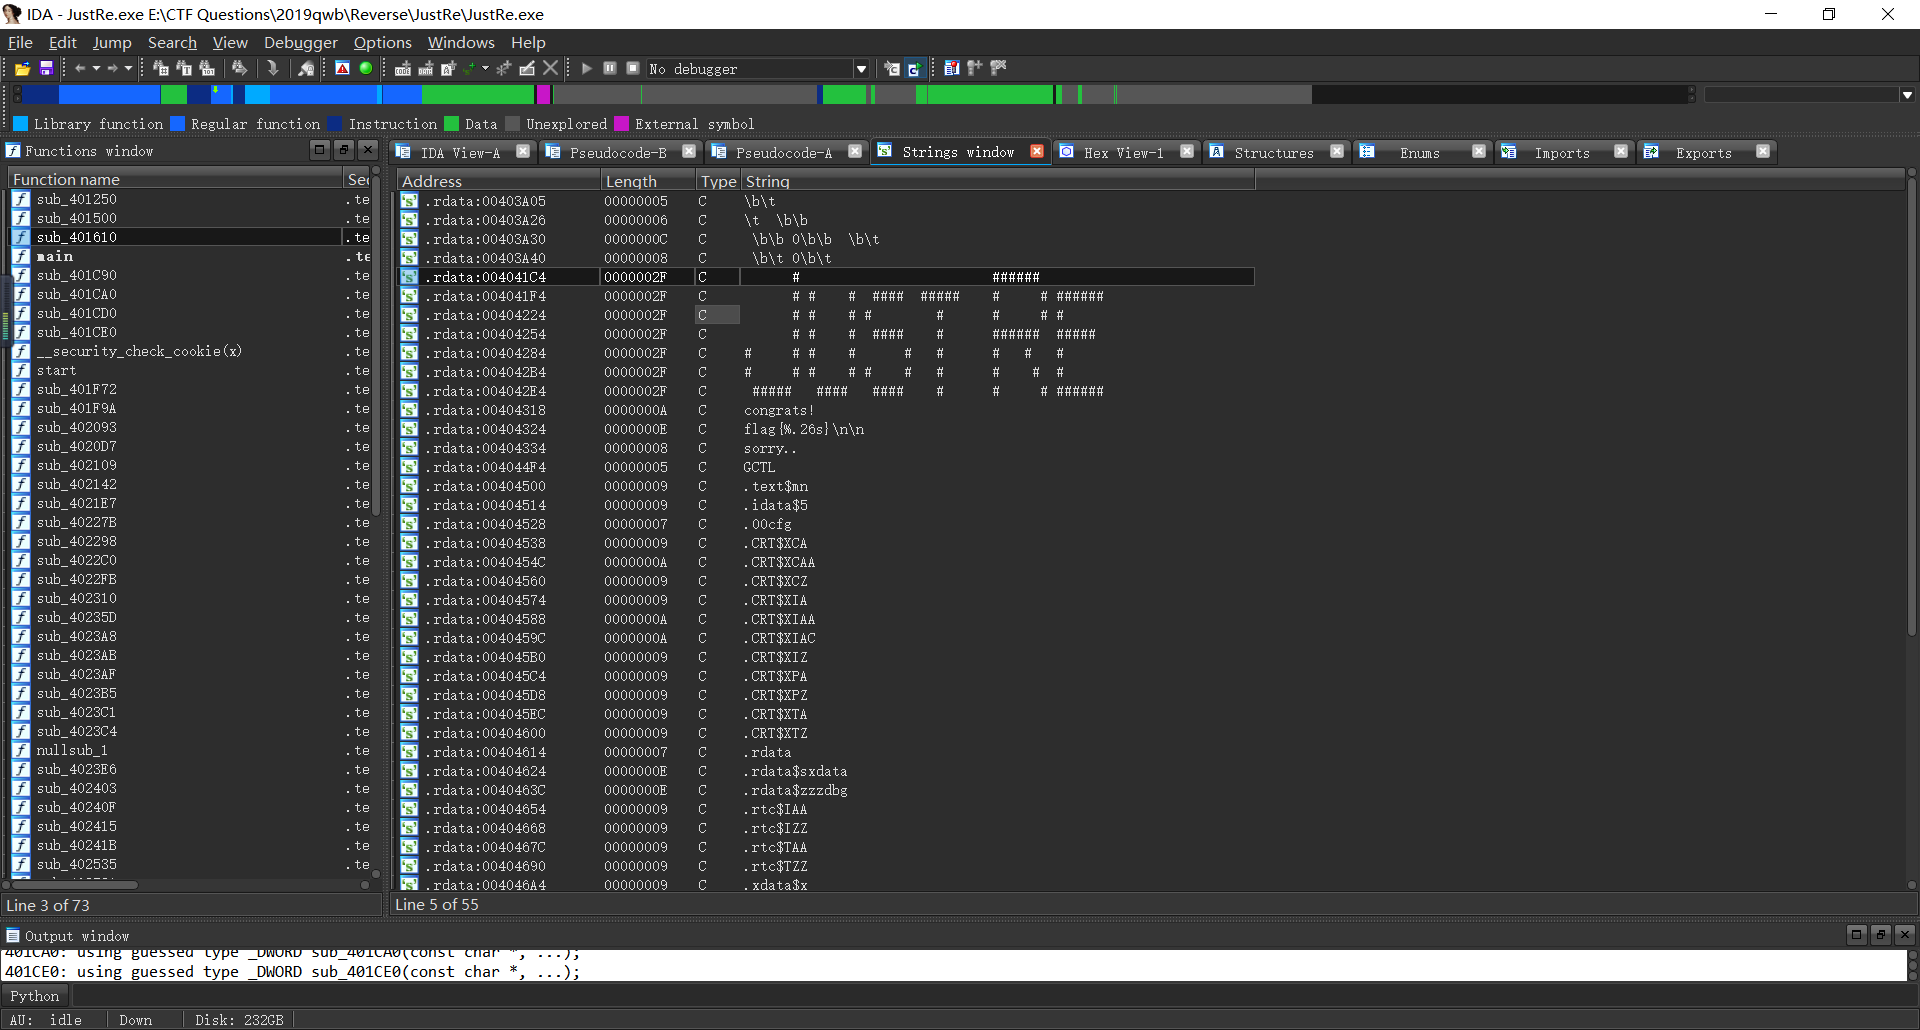 IDA - JustRe.exe E:\CTF Questions\2019qwb\Reverse\JustRe\JustRe.exe
File Edit Jump Search View Debugger Options Windows Help
No debugger
Library function Regular function Instruction Data Unexplored External symbol
Functions window
IDA View-A Pseudocode-B Pseudocode-A Strings window Hex View-1 Structures Enums Imports Exports
Function name Se
sub_401250 .te
sub_401500 .te
sub_401610 .te
main .te
sub_401C90 .te
sub_401CA0 .te
sub_401CD0 .te
sub_401CE0 .te
__security_check_cookie(x) .te
start .te
sub_401F72 .te
sub_401F9A .te
sub_402093 .te
sub_4020D7 .te
sub_402109 .te
sub_402142 .te
sub_4021E7 .te
sub_40227B .te
sub_402298 .te
sub_4022C0 .te
sub_4022FB .te
sub_402310 .te
sub_40235D .te
sub_4023A8 .te
sub_4023AB .te
sub_4023AF .te
sub_4023B5 .te
sub_4023C1 .te
sub_4023C4 .te
nullsub_1 .te
sub_4023E6 .te
sub_402403 .te
sub_40240F .te
sub_402415 .te
sub_40241B .te
sub_402535 .te
Line 3 of 73
Address Length Type String
.rdata:00403A05 00000005 C \b\t
.rdata:00403A26 00000006 C \t  \b\b
.rdata:00403A30 0000000C C  \b\b 0\b\b  \b\t
.rdata:00403A40 00000008 C  \b\t 0\b\t
.rdata:004041C4 0000002F C       #                        ######
.rdata:004041F4 0000002F C       # #    #  ####  #####    #     # ######
.rdata:00404224 0000002F C       # #    # #        #      #     # #
.rdata:00404254 0000002F C       # #    #  ####    #      ######  #####
.rdata:00404284 0000002F C #     # #    #      #   #      #   #   #
.rdata:004042B4 0000002F C #     # #    # #    #   #      #    #  #
.rdata:004042E4 0000002F C  #####   ####   ####    #      #     # ######
.rdata:00404318 0000000A C congrats!
.rdata:00404324 0000000E C flag{%.26s}\n\n
.rdata:00404334 00000008 C sorry..
.rdata:004044F4 00000005 C GCTL
.rdata:00404500 00000009 C .text$mn
.rdata:00404514 00000009 C .idata$5
.rdata:00404528 00000007 C .00cfg
.rdata:00404538 00000009 C .CRT$XCA
.rdata:0040454C 0000000A C .CRT$XCAA
.rdata:00404560 00000009 C .CRT$XCZ
.rdata:00404574 00000009 C .CRT$XIA
.rdata:00404588 0000000A C .CRT$XIAA
.rdata:0040459C 0000000A C .CRT$XIAC
.rdata:004045B0 00000009 C .CRT$XIZ
.rdata:004045C4 00000009 C .CRT$XPA
.rdata:004045D8 00000009 C .CRT$XPZ
.rdata:004045EC 00000009 C .CRT$XTA
.rdata:00404600 00000009 C .CRT$XTZ
.rdata:00404614 00000007 C .rdata
.rdata:00404624 0000000E C .rdata$sxdata
.rdata:0040463C 0000000E C .rdata$zzzdbg
.rdata:00404654 00000009 C .rtc$IAA
.rdata:00404668 00000009 C .rtc$IZZ
.rdata:0040467C 00000009 C .rtc$TAA
.rdata:00404690 00000009 C .rtc$TZZ
.rdata:004046A4 00000009 C .xdata$x
Line 5 of 55
Output window
401CA0: using guessed type _DWORD sub_401CA0(const char *, ...);
401CE0: using guessed type _DWORD sub_401CE0(const char *, ...);
Python
AU: idle Down Disk: 232GB